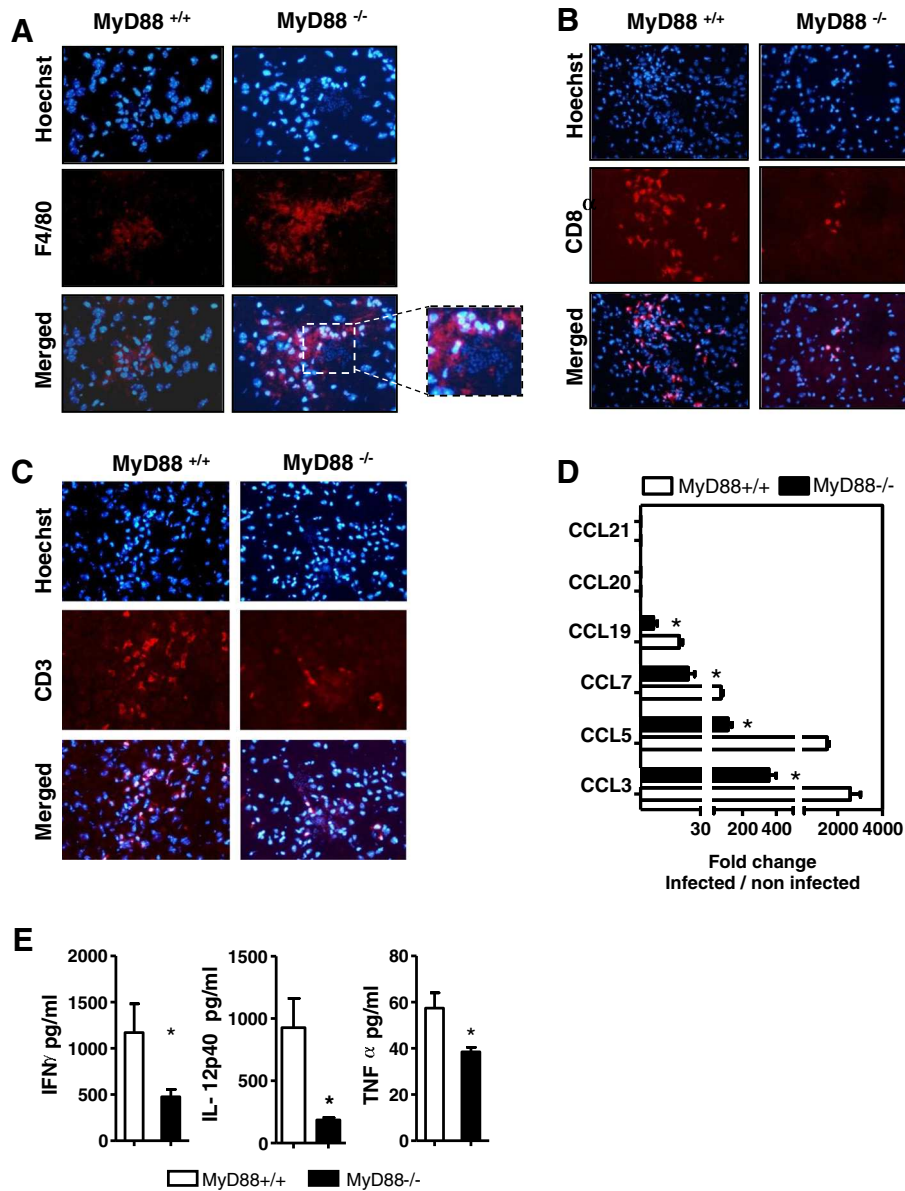 A
MyD88 +/+
MyD88 -/-
Hoechst
F4/80
Merged
B
MyD88 +/+
MyD88 -/-
Hoechst
CD8 α
Merged
C
MyD88 +/+
MyD88 -/-
Hoechst
CD3
Merged
D
MyD88+/+
MyD88-/-
CCL21
CCL20
CCL19
*
CCL7
*
CCL5
*
CCL3
*
30 200 400 2000 4000
Fold change
Infected / non infected
E
IFNγ pg/ml
2000
1500
1000
500
0
*
IL-12p40 pg/ml
1500
1000
500
0
*
TNF α pg/ml
80
60
40
20
0
*
MyD88+/+
MyD88-/-